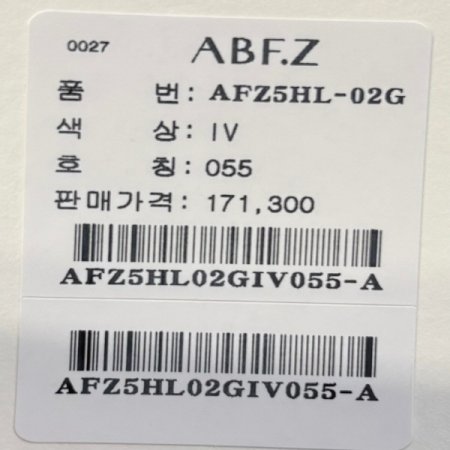 0027 ABF.Z
품 번: AFZ5HL-02G
색 상: IV
호 칭: 055
판매가격: 171,300
AFZ5HL02GIV055-A
AFZ5HL02GIV055-A